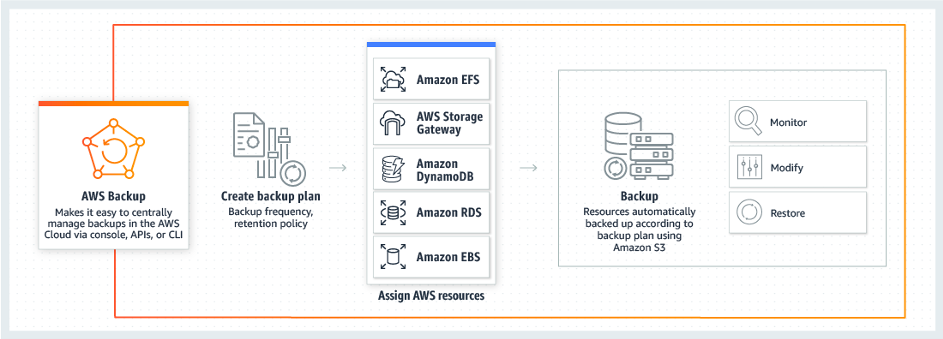 AWS Backup
Makes it easy to centrally
manage backups in the AWS
Cloud via console, APIs, or CLI
Create backup plan
Backup frequency,
retention policy
Amazon EFS
AWS Storage
Gateway
Amazon
DynamoDB
Amazon RDS
Amazon EBS
Assign AWS resources
Backup
Resources automatically
backed up according to
backup plan using
Amazon S3
Monitor
Modify
Restore